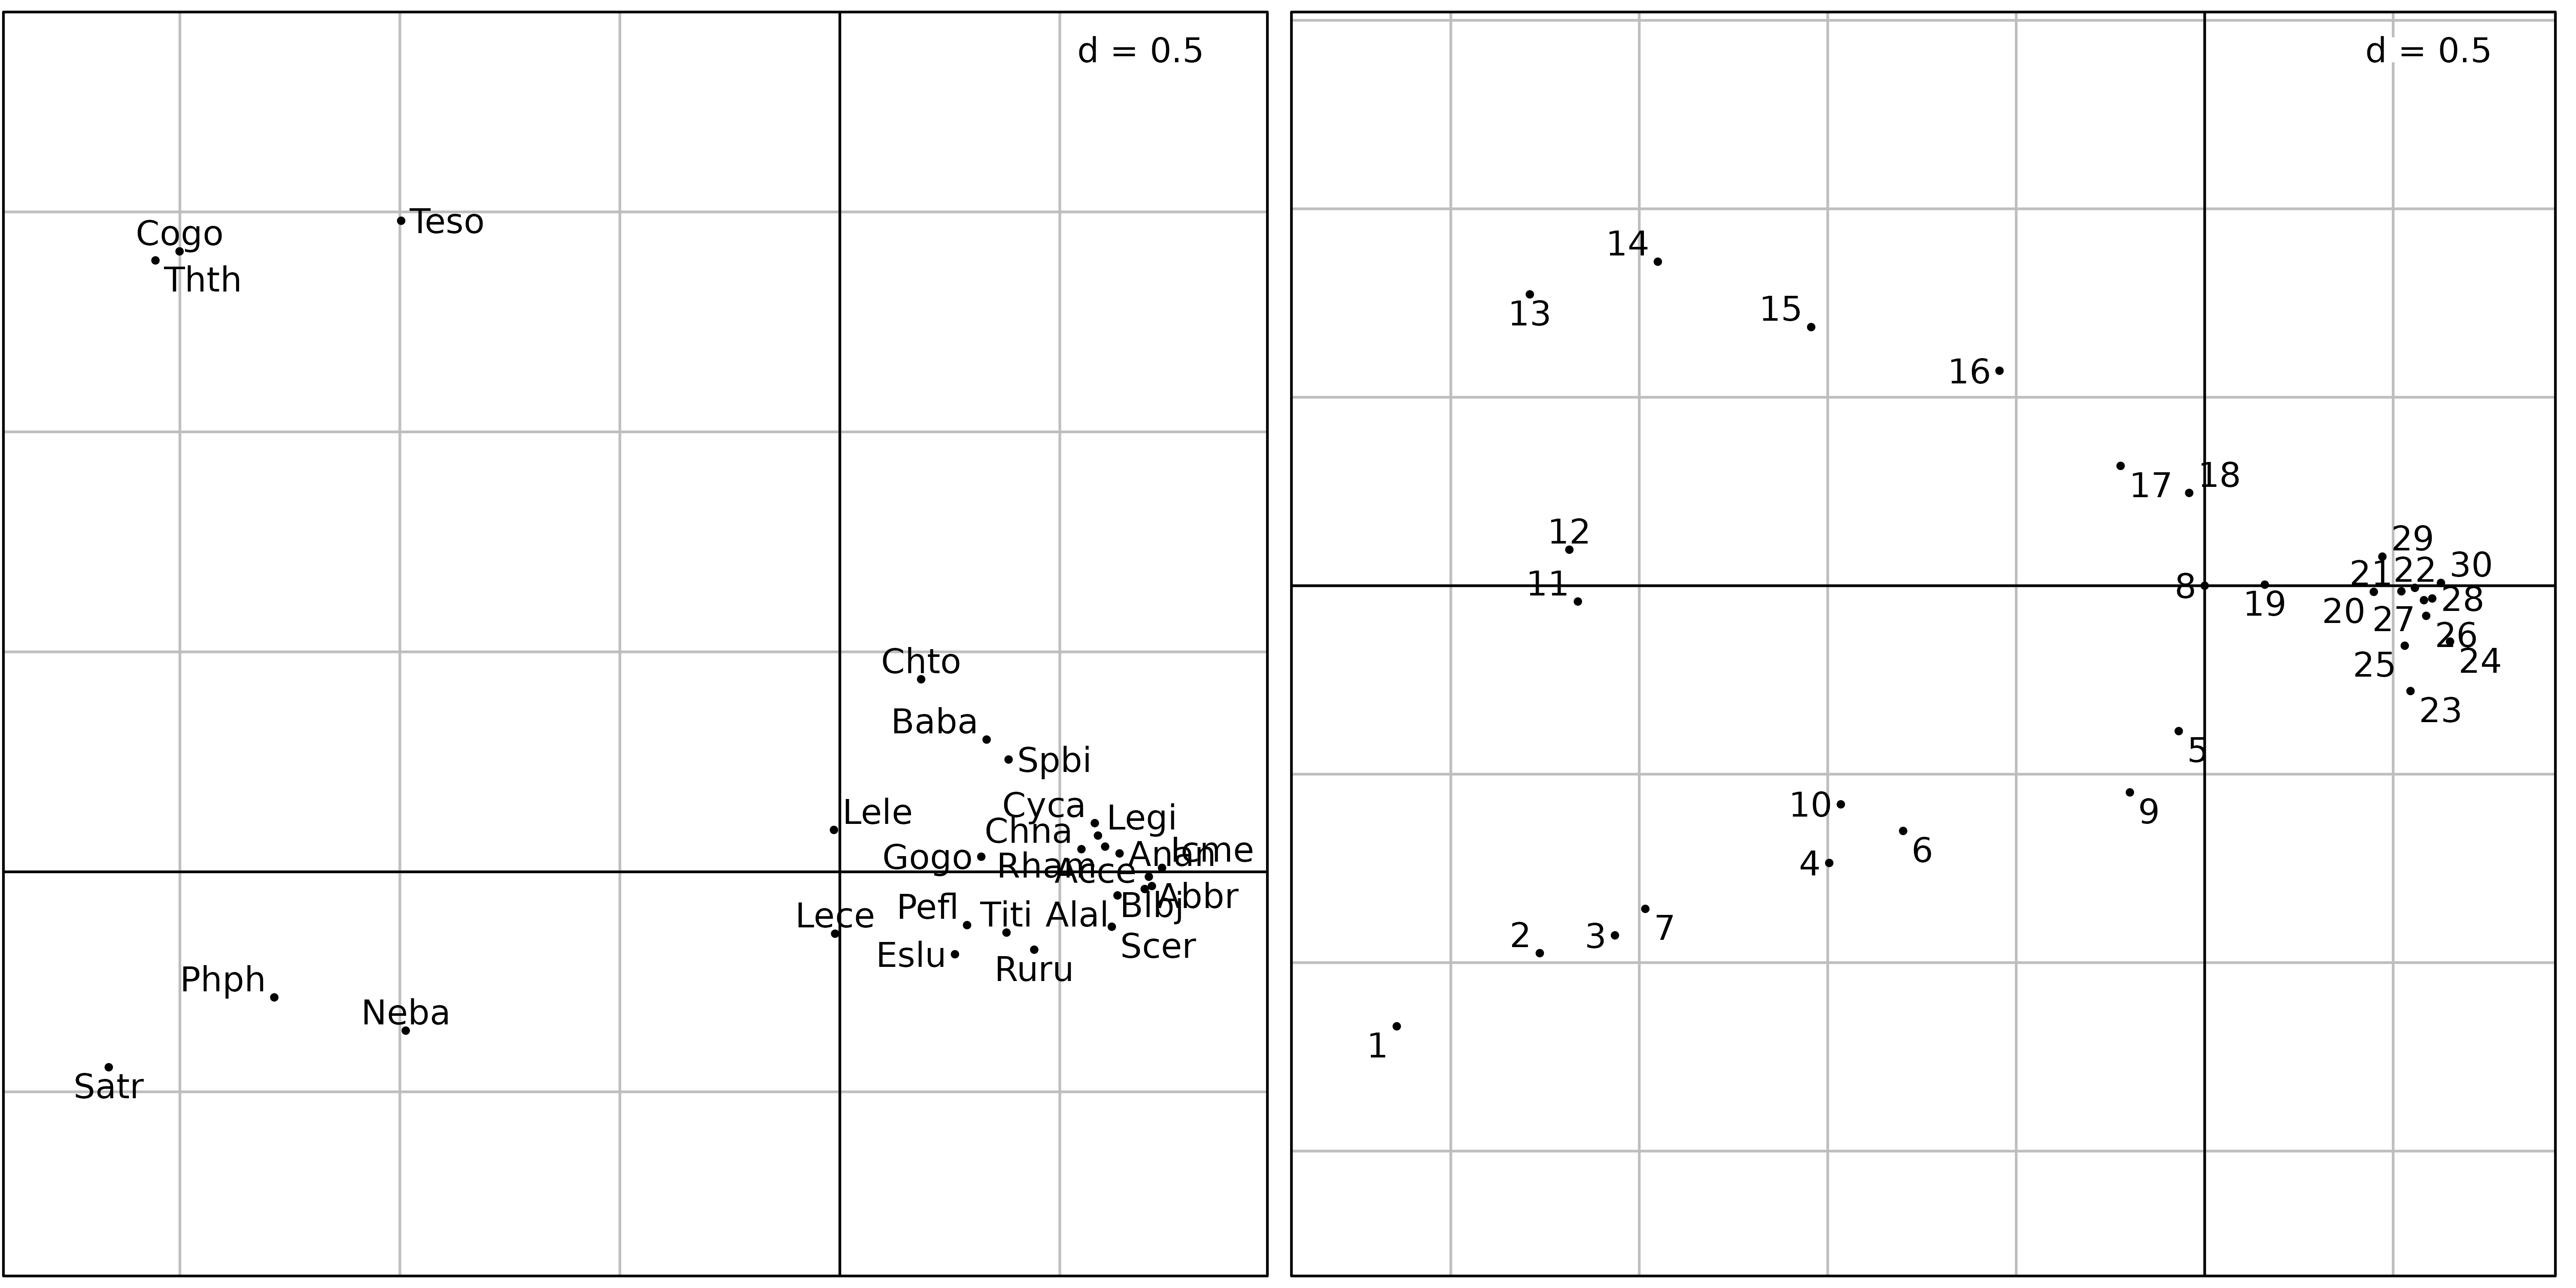 d = 0.5
Teso
Cogo
Thth
Chto
Baba
Spbi
Cyca
Lele
Legi
Chna
Gogo
Rham
Anan
Icme
Acce
Abbr
Blbj
Pefl
Titi
Alal
Lece
Scer
Eslu
Ruru
Phph
Neba
Satr
d = 0.5
14
13
15
16
17
18
12
11
29
21
22
30
8
19
20
27
28
26
25
24
23
5
10
9
6
4
2
3
7
1